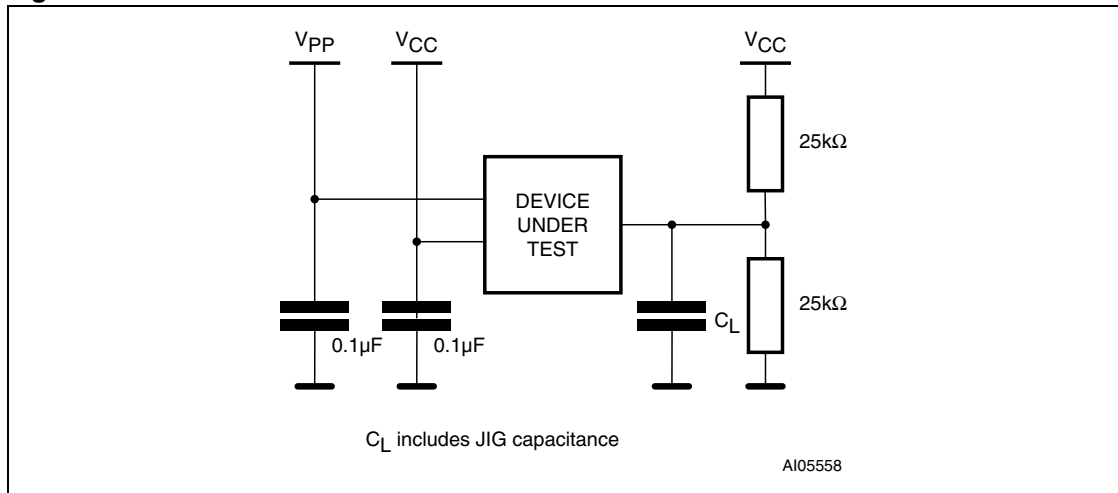 VPP
VCC
VCC
25kΩ
DEVICE
UNDER
TEST
25kΩ
CL
0.1µF
0.1µF
CL includes JIG capacitance
AI05558